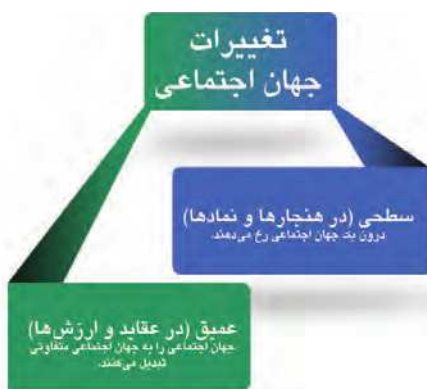 تغییرات
جهان اجتماعی
سطحی (در هنجارها و نمادها)
درون یک جهان اجتماعی رخ می‌دهند.
عمیق (در عقاید و ارزش‌ها)
جهان اجتماعی را به جهان اجتماعی متفاوتی
تبدیل می‌کنند.